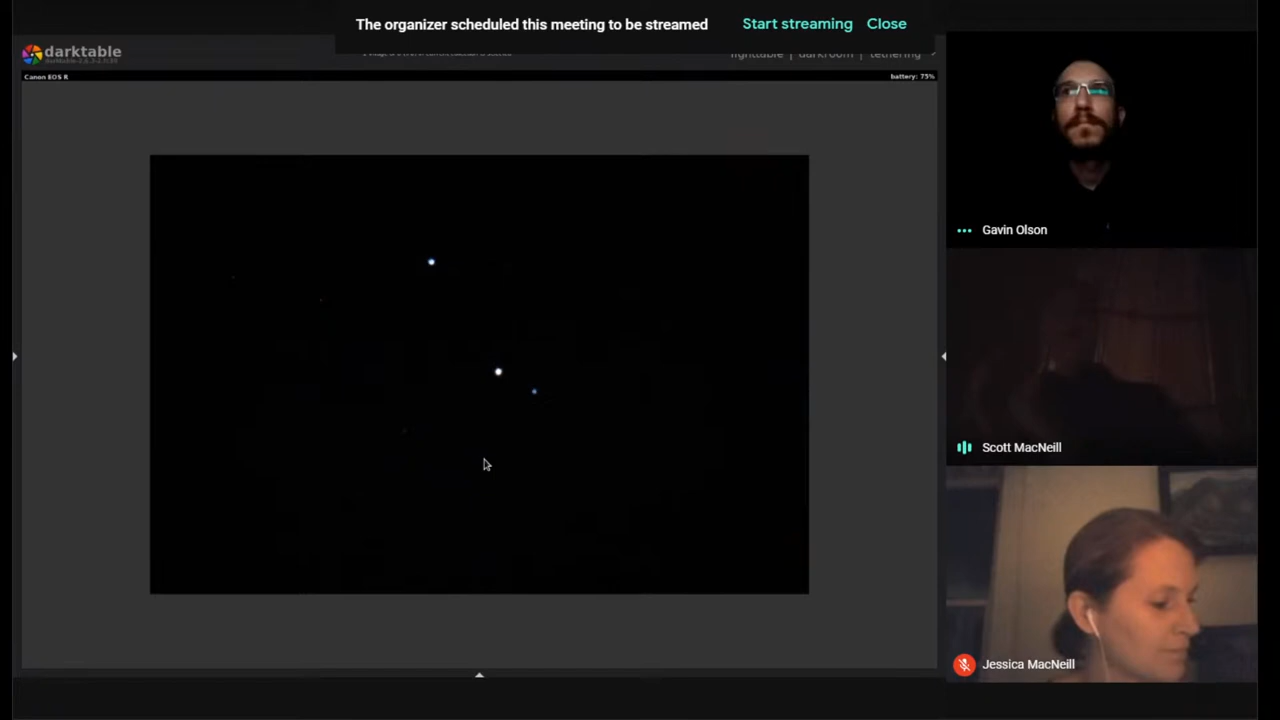 The organizer scheduled this meeting to be streamed Start streaming Close
darktable
lighttable | darkroom | tethering
Canon EOS R battery: 75%
Gavin Olson
Scott MacNeill
Jessica MacNeill